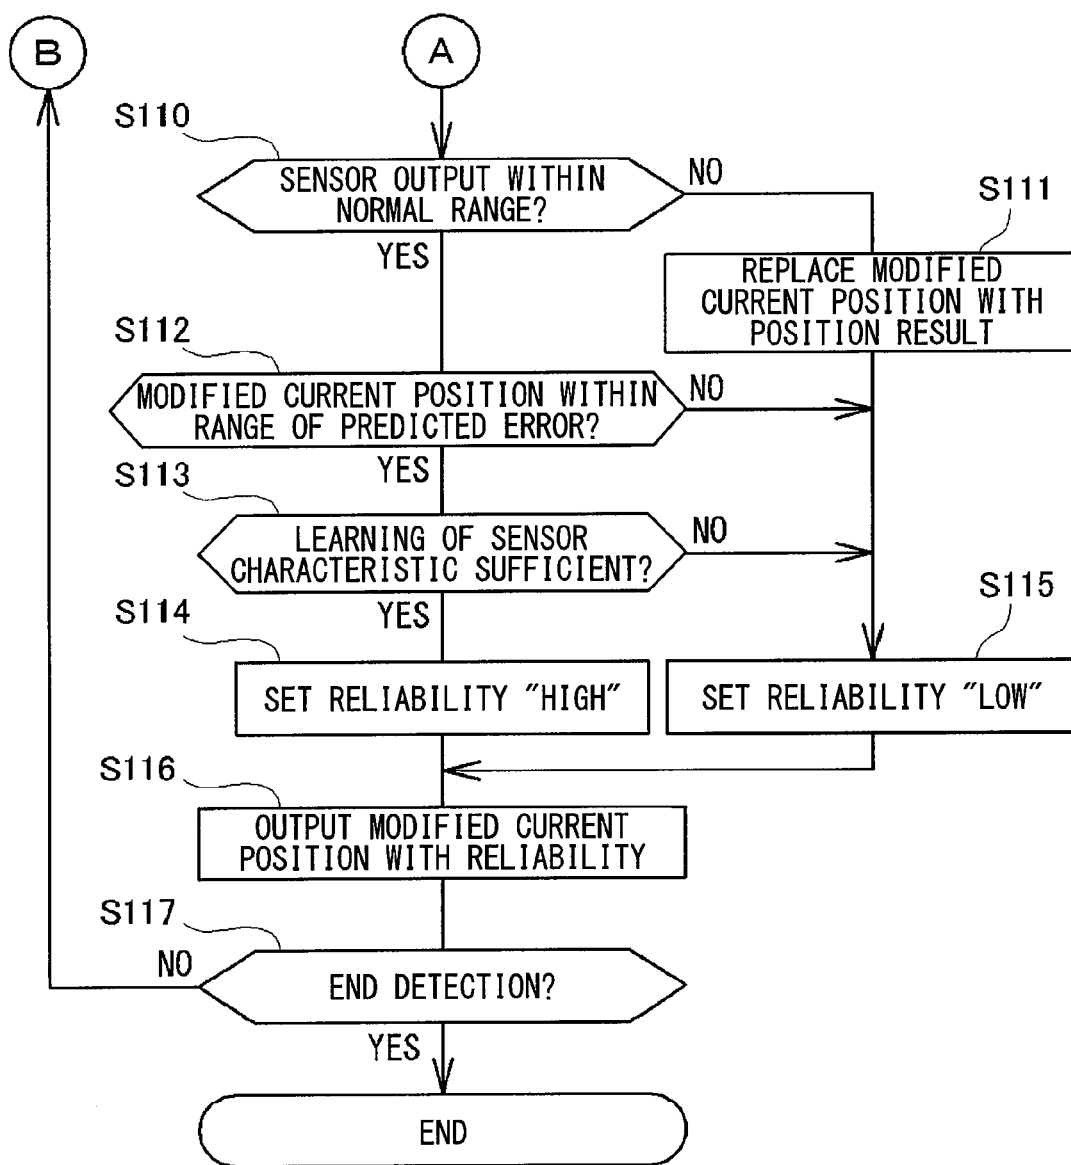 B
A
S110
SENSOR OUTPUT WITHIN
NORMAL RANGE?
NO
YES
S111
REPLACE MODIFIED
CURRENT POSITION WITH
POSITION RESULT
S112
MODIFIED CURRENT POSITION WITHIN
RANGE OF PREDICTED ERROR?
NO
YES
S113
LEARNING OF SENSOR
CHARACTERISTIC SUFFICIENT?
NO
YES
S114
SET RELIABILITY "HIGH"
S115
SET RELIABILITY "LOW"
S116
OUTPUT MODIFIED CURRENT
POSITION WITH RELIABILITY
S117
NO
END DETECTION?
YES
END